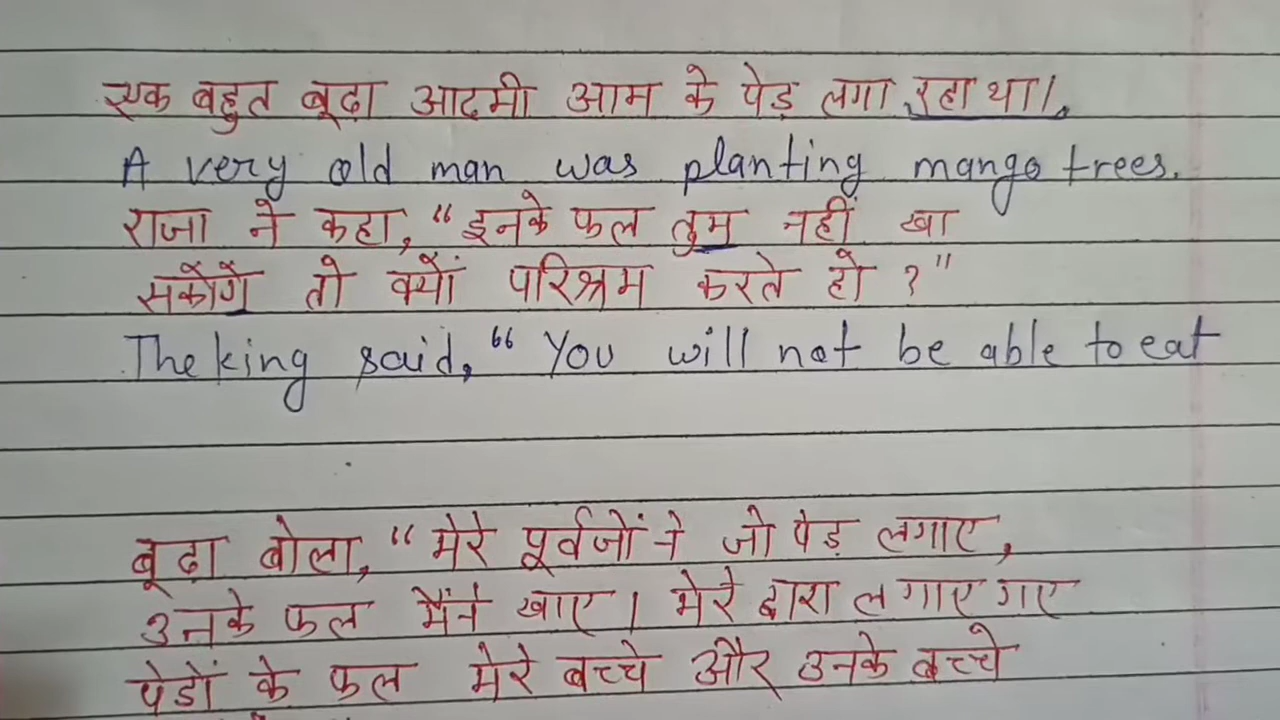 एक बहुत बूढ़ा आदमी आम के पेड़ लगा रहा था।
A very old man was planting mango trees.
राजा ने कहा, "इनके फल तुम नहीं खा
सकोगे तो क्यों परिश्रम करते हो ?"
The king said, "You will not be able to eat
बूढ़ा बोला, "मेरे पूर्वजों ने जो पेड़ लगाए,
उनके फल मैंने खाए। मेरे द्वारा लगाए गए
पेडों के फल मेरे बच्चे और उनके बच्चे